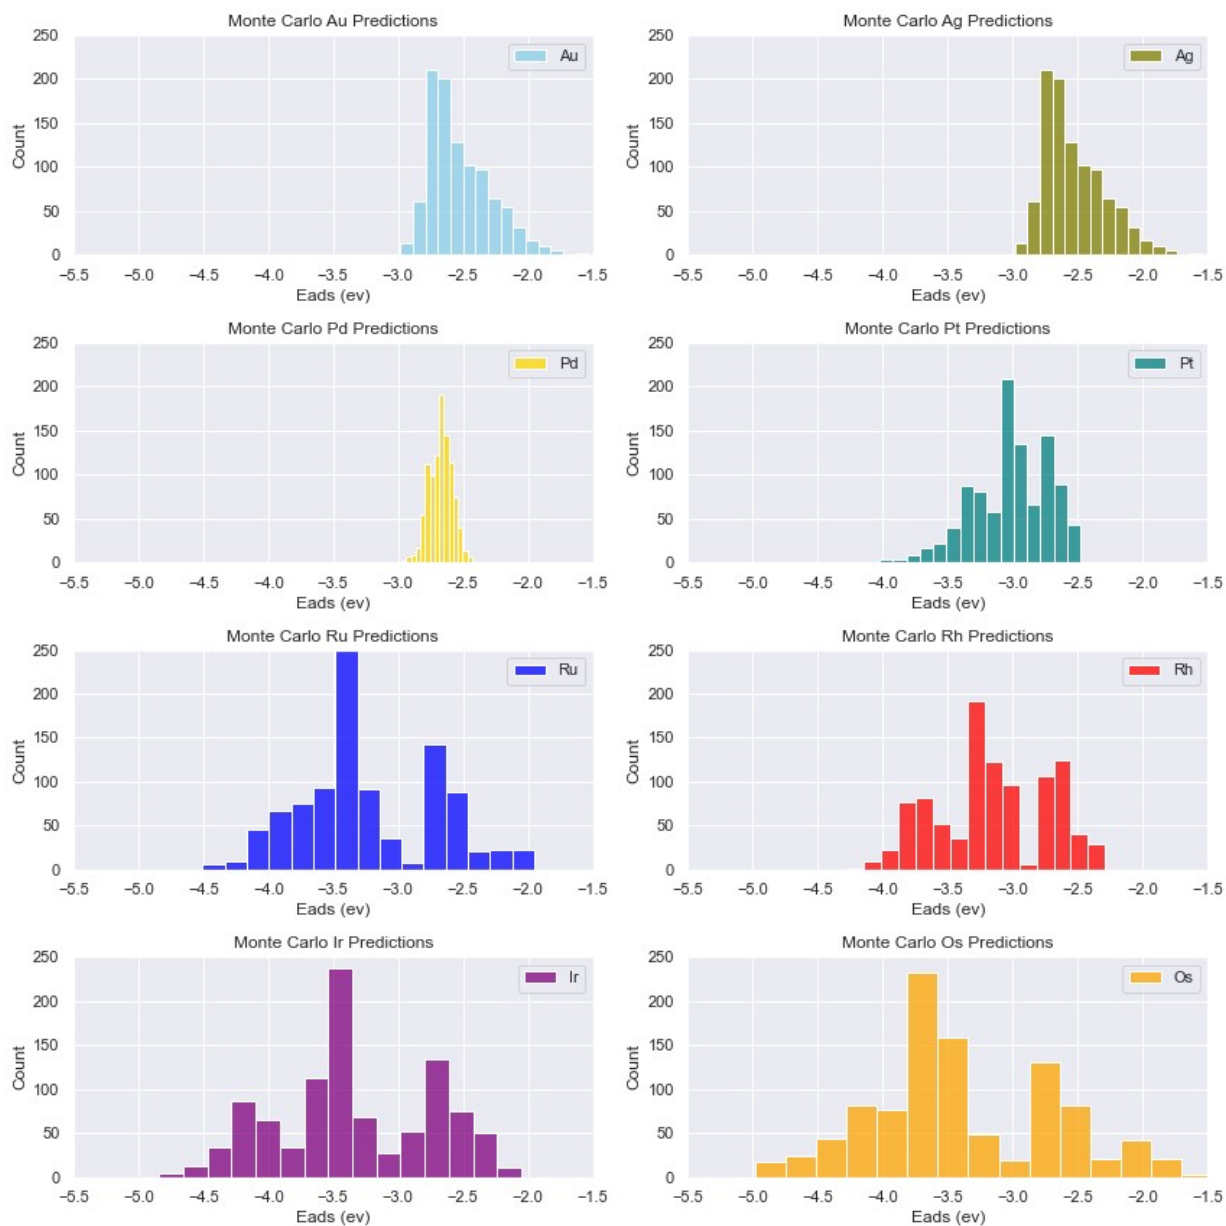 Monte Carlo Au Predictions
250
200
150
100
50
0
Count
Au
−5.5 −5.0 −4.5 −4.0 −3.5 −3.0 −2.5 −2.0 −1.5
Eads (ev)
Monte Carlo Ag Predictions
250
200
150
100
50
0
Count
Ag
−5.5 −5.0 −4.5 −4.0 −3.5 −3.0 −2.5 −2.0 −1.5
Eads (ev)
Monte Carlo Pd Predictions
250
200
150
100
50
0
Count
Pd
−5.5 −5.0 −4.5 −4.0 −3.5 −3.0 −2.5 −2.0 −1.5
Eads (ev)
Monte Carlo Pt Predictions
250
200
150
100
50
0
Count
Pt
−5.5 −5.0 −4.5 −4.0 −3.5 −3.0 −2.5 −2.0 −1.5
Eads (ev)
Monte Carlo Ru Predictions
250
200
150
100
50
0
Count
Ru
−5.5 −5.0 −4.5 −4.0 −3.5 −3.0 −2.5 −2.0 −1.5
Eads (ev)
Monte Carlo Rh Predictions
250
200
150
100
50
0
Count
Rh
−5.5 −5.0 −4.5 −4.0 −3.5 −3.0 −2.5 −2.0 −1.5
Eads (ev)
Monte Carlo Ir Predictions
250
200
150
100
50
0
Count
Ir
−5.5 −5.0 −4.5 −4.0 −3.5 −3.0 −2.5 −2.0 −1.5
Eads (ev)
Monte Carlo Os Predictions
250
200
150
100
50
0
Count
Os
−5.5 −5.0 −4.5 −4.0 −3.5 −3.0 −2.5 −2.0 −1.5
Eads (ev)